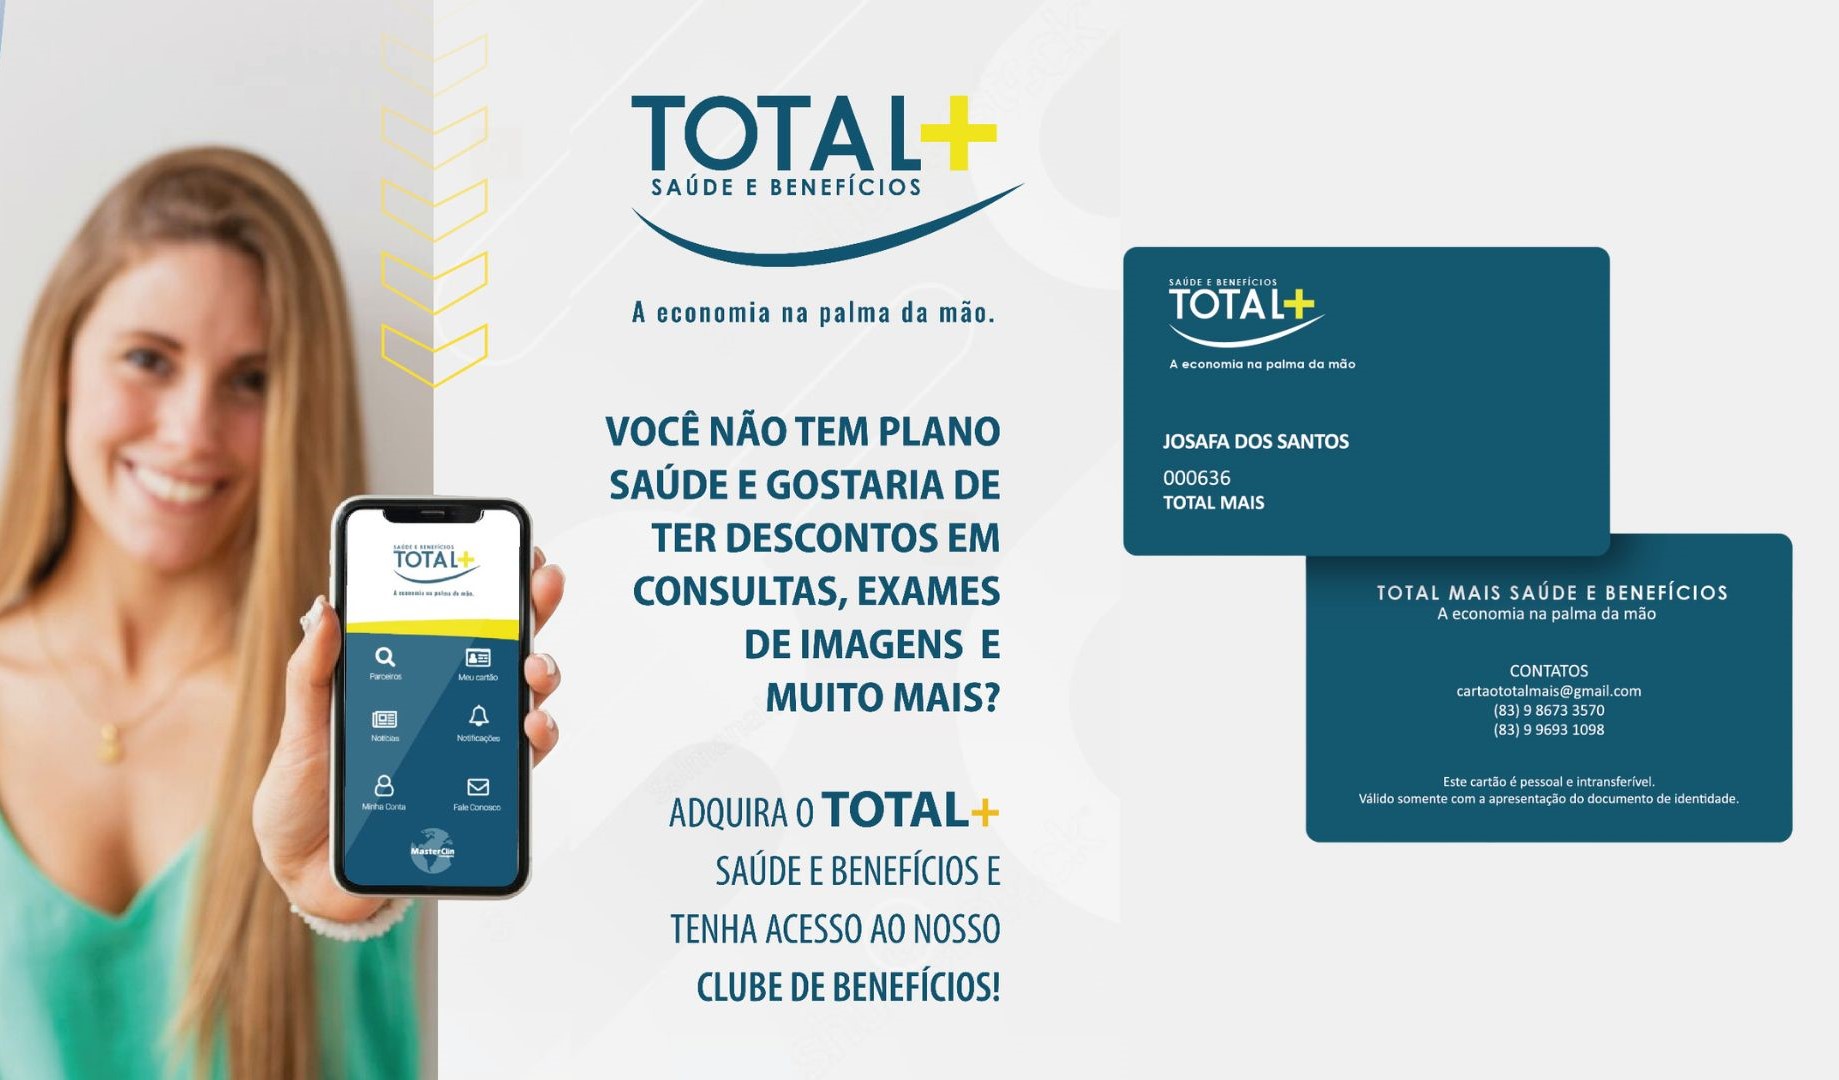 TOTAL+
SAÚDE E BENEFÍCIOS
A economia na palma da mão.
VOCÊ NÃO TEM PLANO
SAÚDE E GOSTARIA DE
TER DESCONTOS EM
CONSULTAS, EXAMES
DE IMAGENS E
MUITO MAIS?
ADQUIRA O TOTAL+
SAÚDE E BENEFÍCIOS E
TENHA ACESSO AO NOSSO
CLUBE DE BENEFÍCIOS!
SAÚDE E BENEFÍCIOS
TOTAL+
A economia na palma da mão.
Parceiros
Meu cartão
Notícias
Notificações
Minha Conta
Fale Conosco
MasterClin
SAÚDE E BENEFÍCIOS
TOTAL+
A economia na palma da mão
JOSAFA DOS SANTOS
000636
TOTAL MAIS
TOTAL MAIS SAÚDE E BENEFÍCIOS
A economia na palma da mão
CONTATOS
cartaototalmais@gmail.com
(83) 9 8673 3570
(83) 9 9693 1098
Este cartão é pessoal e intransferível.
Válido somente com a apresentação do documento de identidade.